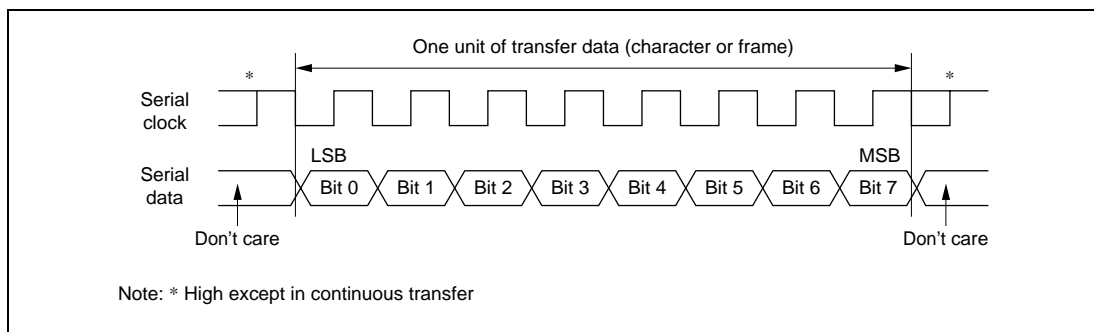 One unit of transfer data (character or frame)
* *
Serial clock
LSB MSB
Serial data
Bit 0 Bit 1 Bit 2 Bit 3 Bit 4 Bit 5 Bit 6 Bit 7
Don’t care Don’t care
Note: * High except in continuous transfer